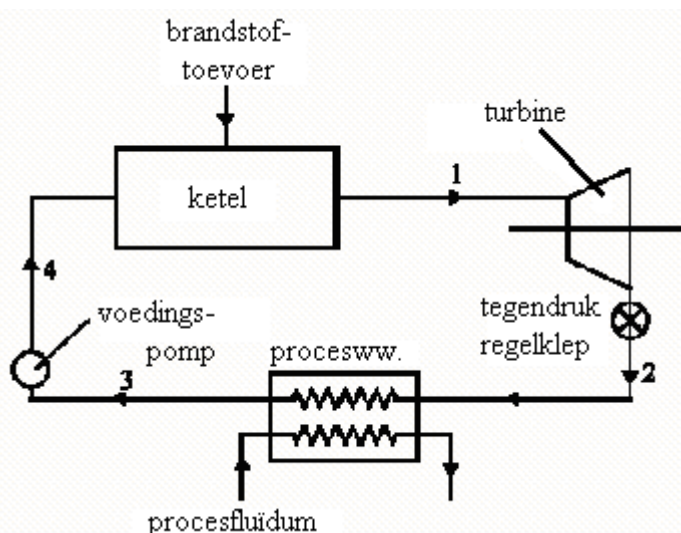 brandstof-
toevoer
turbine
1
ketel
4
tegendruk
regelklep
voedings-
pomp
procesww.
2
3
procesfluïdum